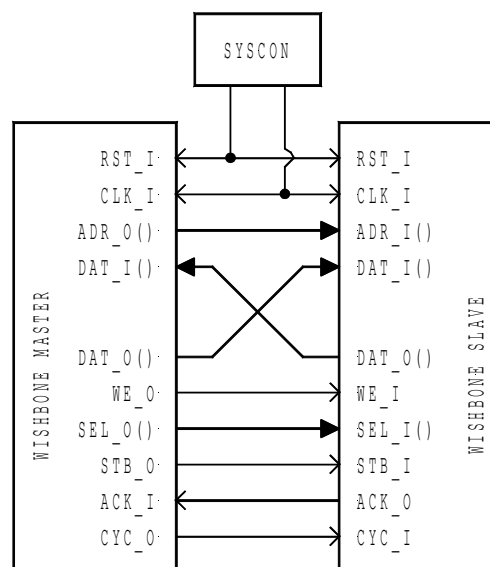 SYSCON
RST_I RST_I
CLK_I CLK_I
ADR_O() ADR_I()
DAT_I() DAT_I()
DAT_O() DAT_O()
WE_O WE_I
SEL_O() SEL_I()
STB_O STB_I
ACK_I ACK_O
CYC_O CYC_I
WISHBONE MASTER
WISHBONE SLAVE